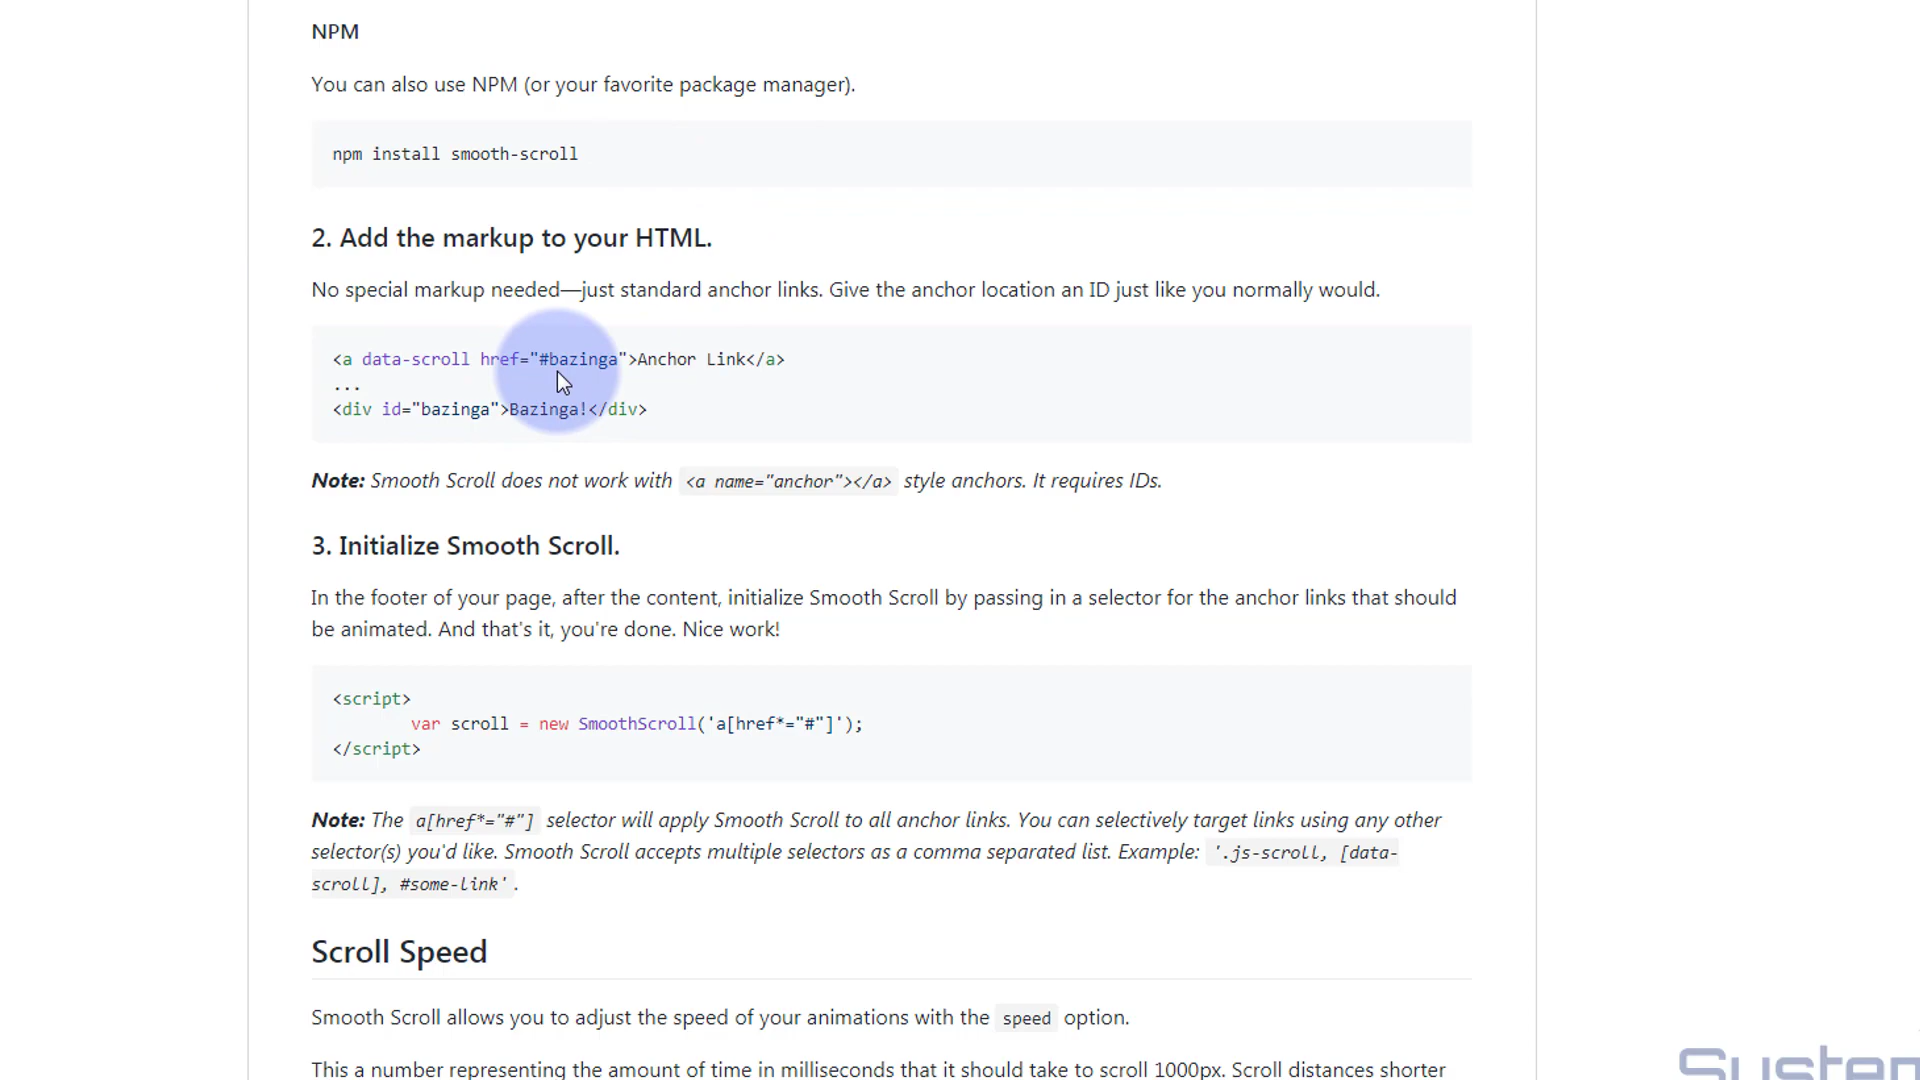 NPM
You can also use NPM (or your favorite package manager).
npm install smooth-scroll
2. Add the markup to your HTML.
No special markup needed—just standard anchor links. Give the anchor location an ID just like you normally would.
<a data-scroll href="#bazinga">Anchor Link</a>
...
<div id="bazinga">Bazinga!</div>
Note: Smooth Scroll does not work with <a name="anchor"></a> style anchors. It requires IDs.
3. Initialize Smooth Scroll.
In the footer of your page, after the content, initialize Smooth Scroll by passing in a selector for the anchor links that should
be animated. And that's it, you're done. Nice work!
<script>
var scroll = new SmoothScroll('a[href*="#"]');
</script>
Note: The a[href*="#"] selector will apply Smooth Scroll to all anchor links. You can selectively target links using any other
selector(s) you'd like. Smooth Scroll accepts multiple selectors as a comma separated list. Example: '.js-scroll, [data-
scroll], #some-link'.
Scroll Speed
Smooth Scroll allows you to adjust the speed of your animations with the speed option.
This a number representing the amount of time in milliseconds that it should take to scroll 1000px. Scroll distances shorter